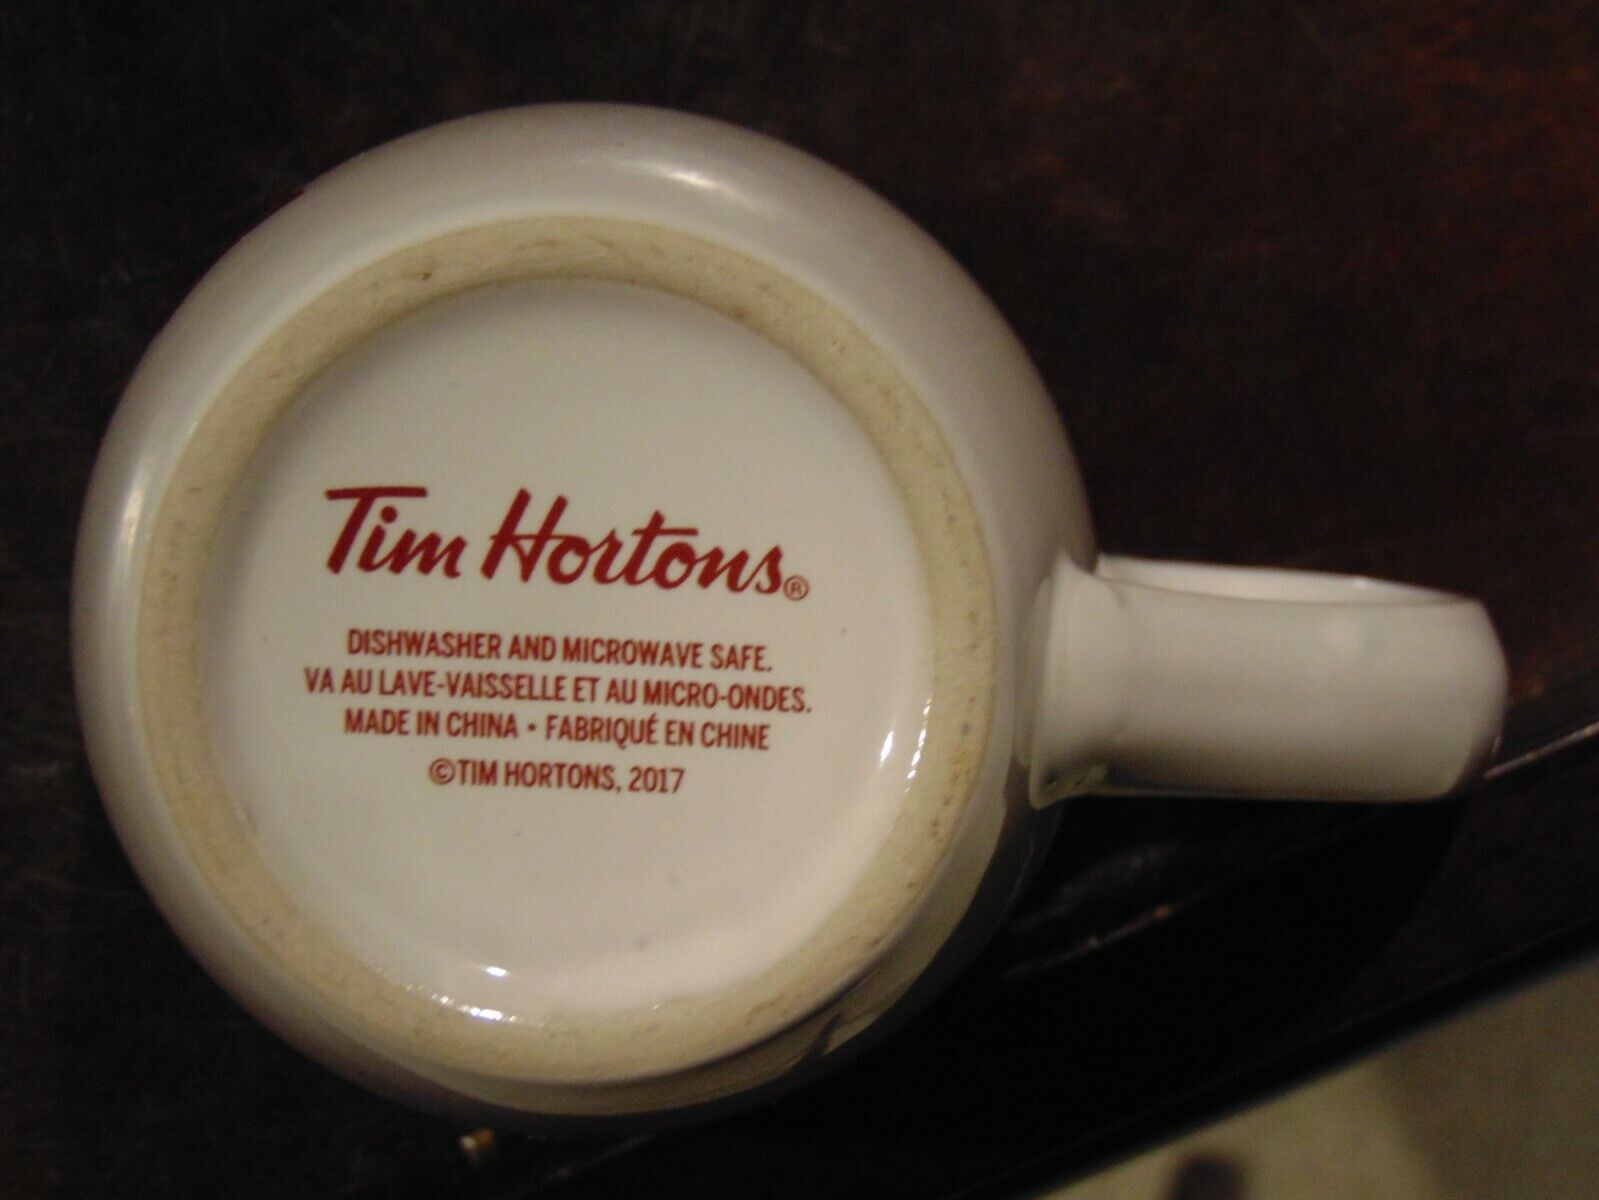 Tim Hortons®
DISHWASHER AND MICROWAVE SAFE.
VA AU LAVE-VAISSELLE ET AU MICRO-ONDES.
MADE IN CHINA • FABRIQUÉ EN CHINE
©TIM HORTONS, 2017